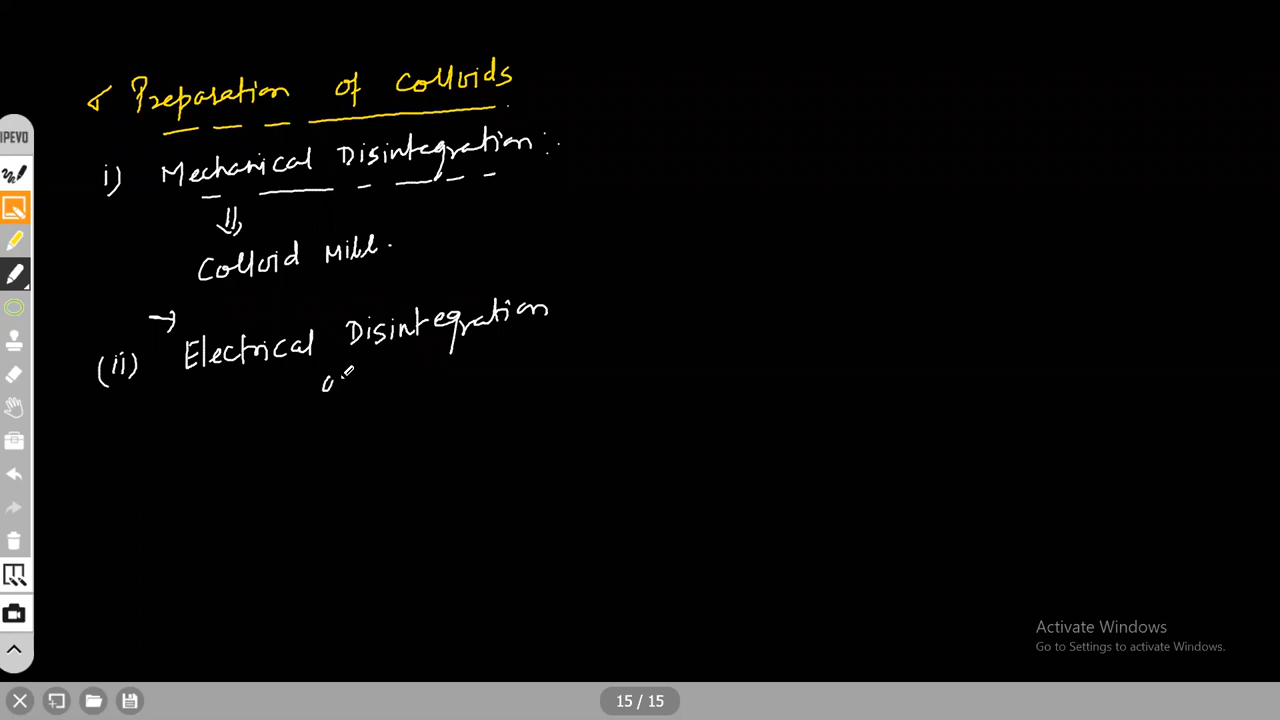 Preparation of Colloids
i) Mechanical Disintegration :.
⇓
Colloid Mill.
→
(ii) Electrical Disintegration
IPEVO
Activate Windows
Go to Settings to activate Windows.
15 / 15